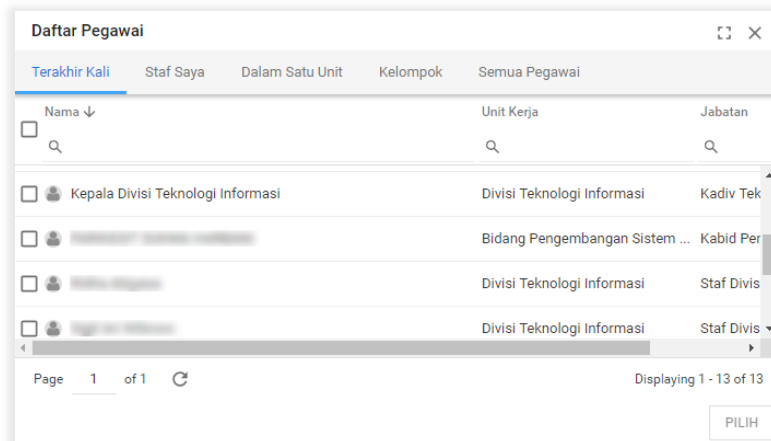 Daftar Pegawai
Terakhir Kali Staf Saya Dalam Satu Unit Kelompok Semua Pegawai
Nama Unit Kerja Jabatan
Kepala Divisi Teknologi Informasi Divisi Teknologi Informasi Kadiv Tek
Bidang Pengembangan Sistem ... Kabid Per
Divisi Teknologi Informasi Staf Divis
Divisi Teknologi Informasi Staf Divis
Page 1 of 1 Displaying 1 - 13 of 13
PILIH